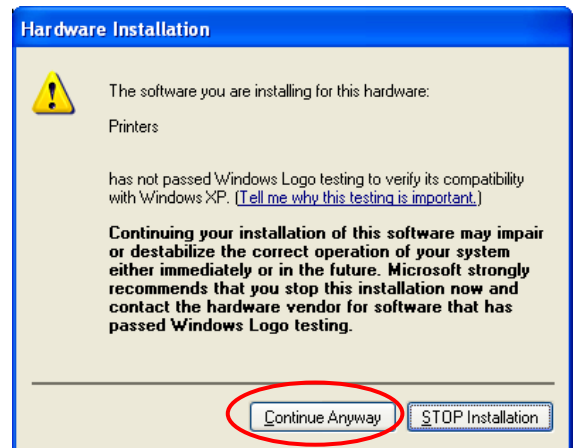 Hardware Installation
The software you are installing for this hardware:
Printers
has not passed Windows Logo testing to verify its compatibility
with Windows XP. (Tell me why this testing is important.)
Continuing your installation of this software may impair
or destabilize the correct operation of your system
either immediately or in the future. Microsoft strongly
recommends that you stop this installation now and
contact the hardware vendor for software that has
passed Windows Logo testing.
Continue Anyway
STOP Installation